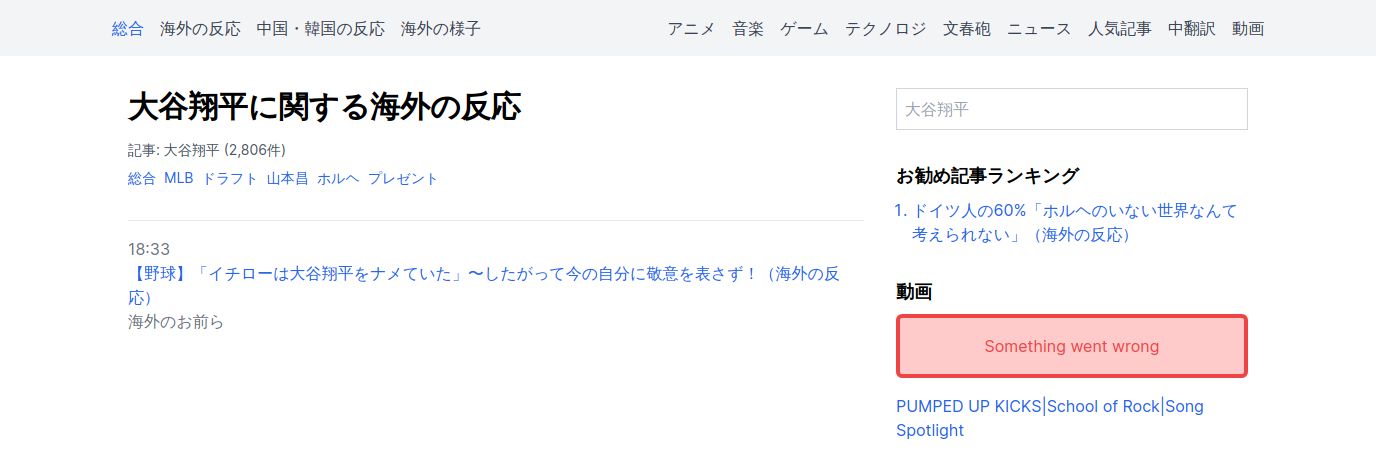 総合 海外の反応 中国・韓国の反応 海外の様子 アニメ 音楽 ゲーム テクノロジ 文春砲 ニュース 人気記事 中翻訳 動画
大谷翔平に関する海外の反応
記事: 大谷翔平 (2,806件)
総合 MLB ドラフト 山本昌 ホルヘ プレゼント
18:33
【野球】「イチローは大谷翔平をナメていた」〜したがって今の自分に敬意を表さず！（海外の反
応）
海外のお前ら
大谷翔平
お勧め記事ランキング
1. ドイツ人の60%「ホルヘのいない世界なんて
考えられない」（海外の反応）
動画
Something went wrong
PUMPED UP KICKS|School of Rock|Song
Spotlight